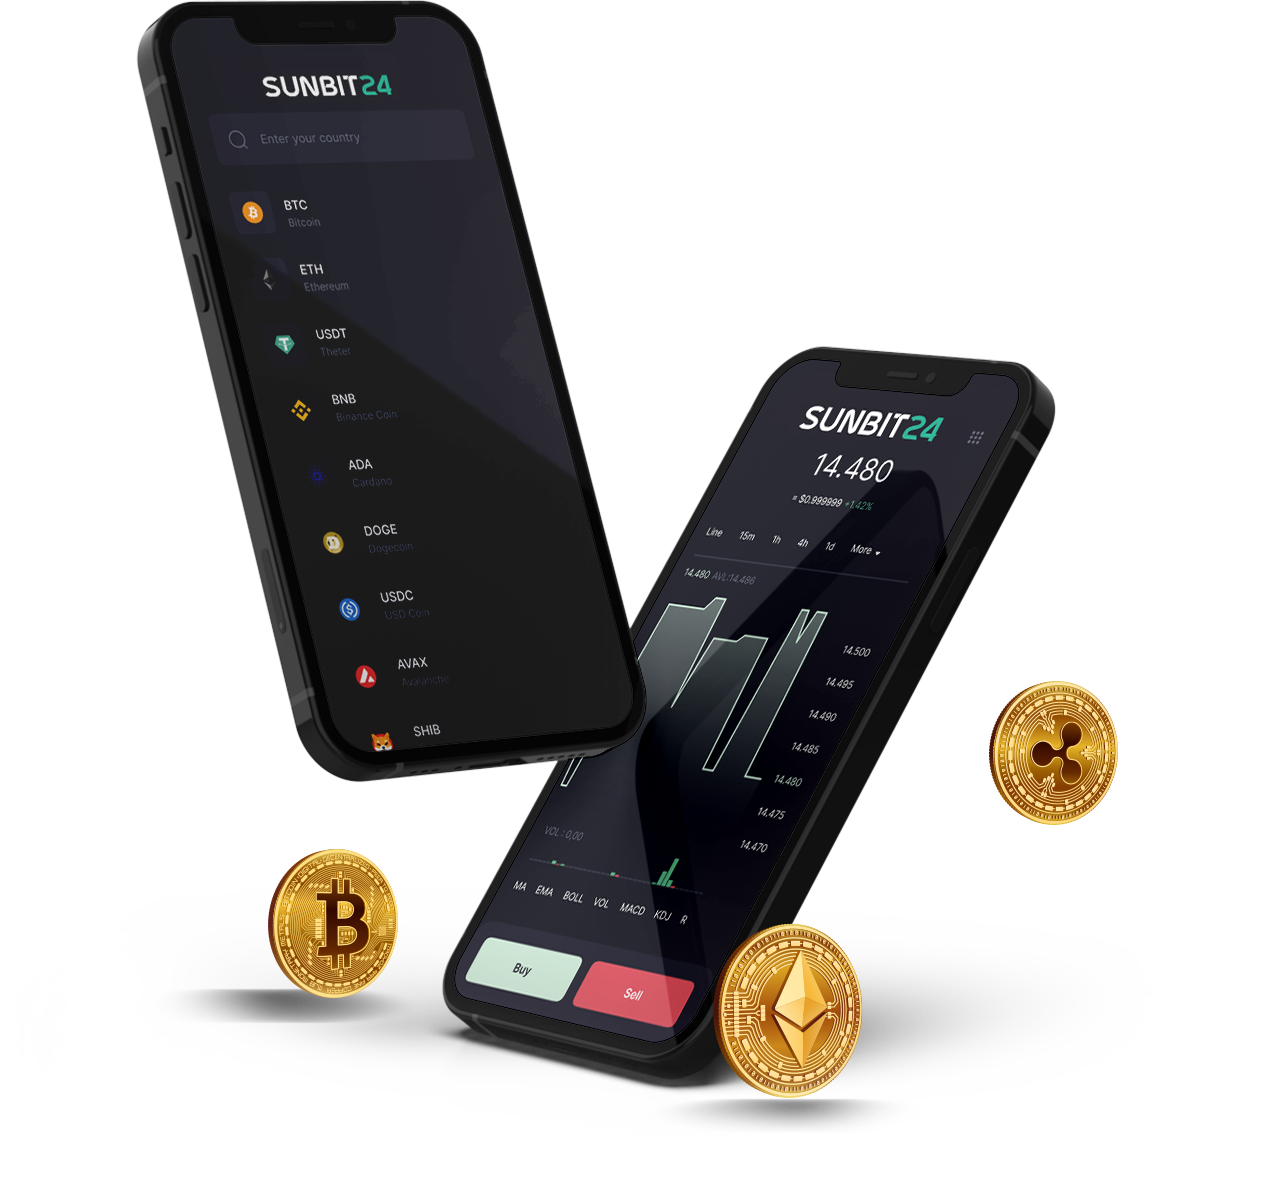 SUNBIT24
Enter your country
BTC
Bitcoin
ETH
Ethereum
USDT
Theter
BNB
Binance Coin
ADA
Cardano
DOGE
Dogecoin
USDC
USD Coin
AVAX
Avalanche
SHIB
SUNBIT24
14.480
= $0.999999 +1.42%
Line 15m 1h 4h 1d More
14.480 AVL:14.486
14.500
14.495
14.490
14.485
14.480
14.475
14.470
VOL : 0,00
MA EMA BOLL VOL MACD KDJ R
Buy Sell